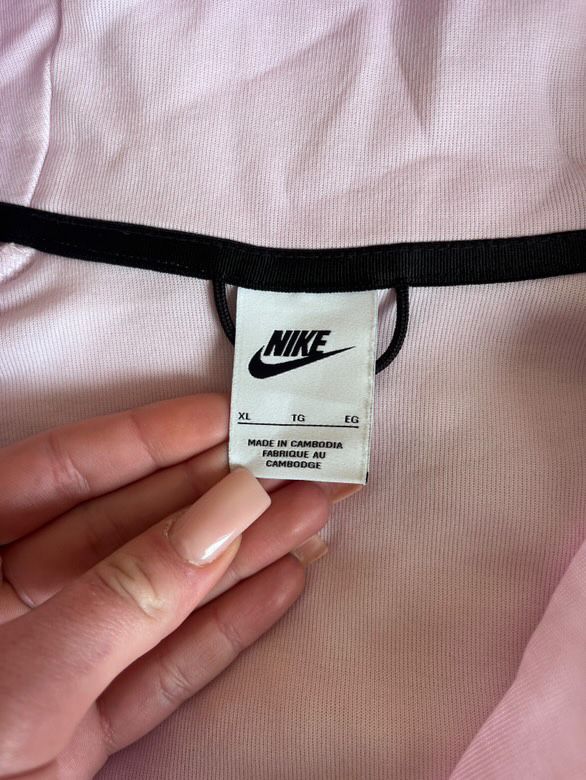 NIKE
XL TG EG
MADE IN CAMBODIA
FABRIQUE AU
CAMBODGE